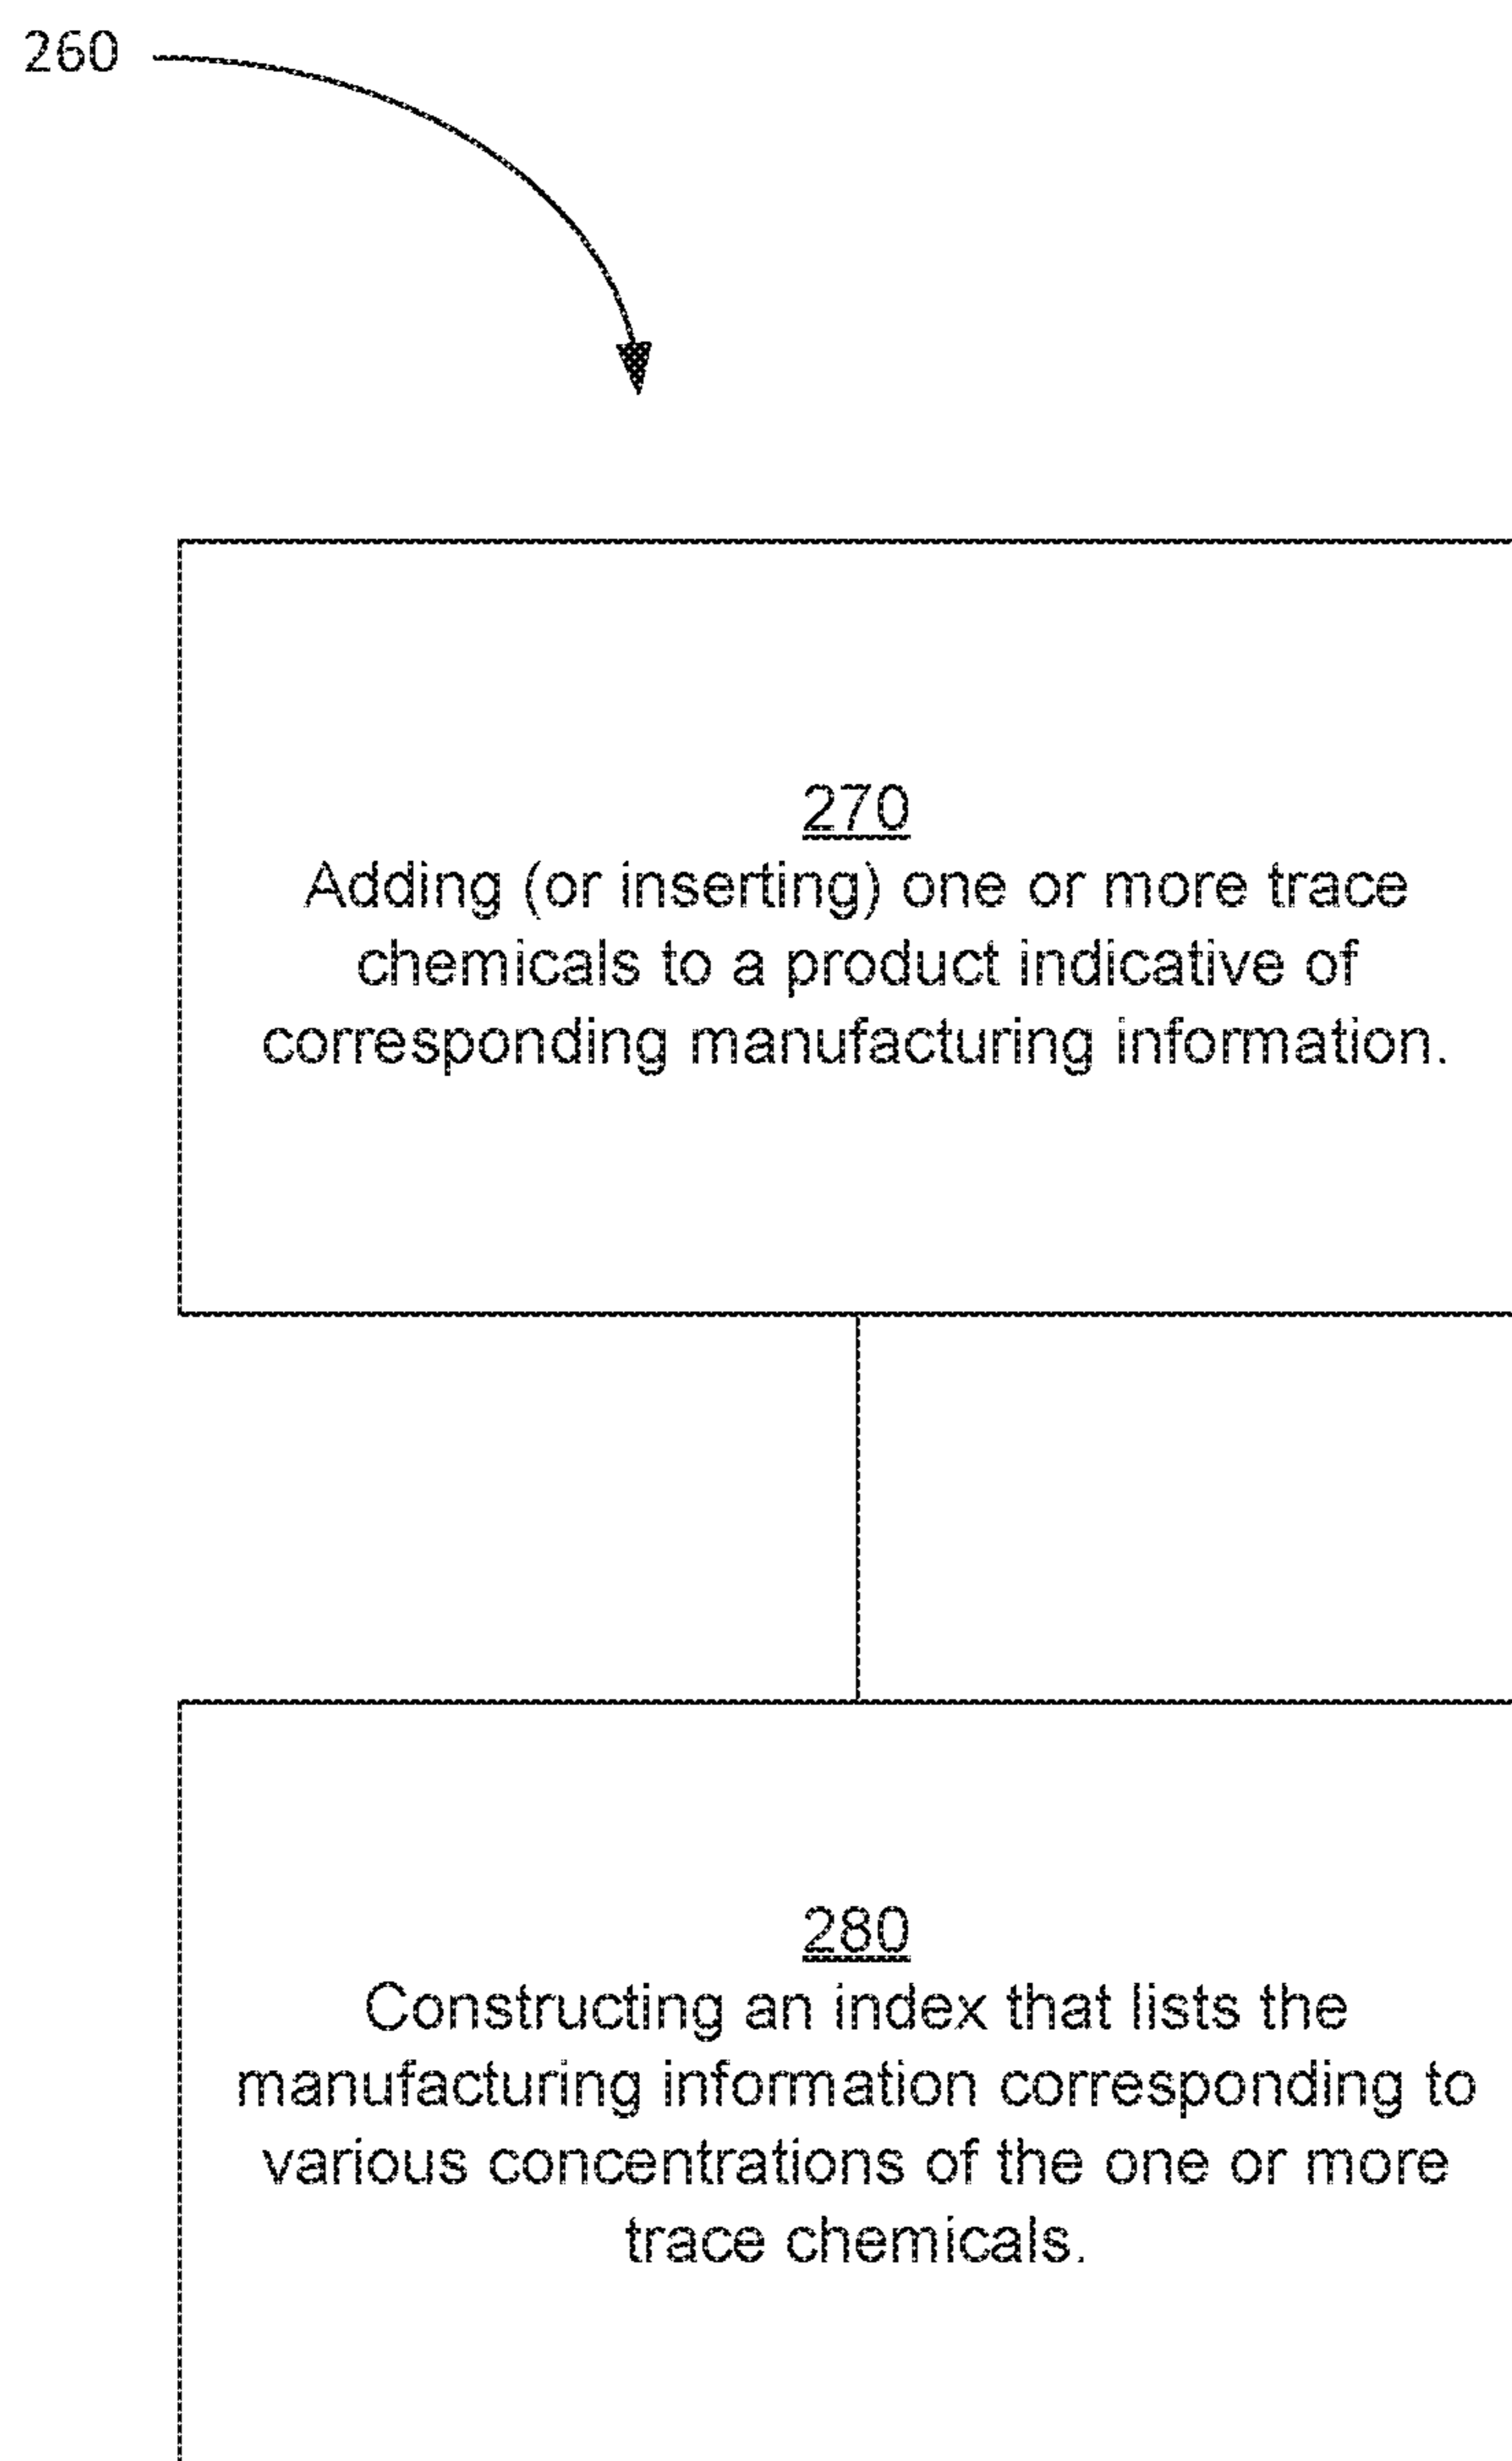 260
270
Adding (or inserting) one or more trace
chemicals to a product indicative of
corresponding manufacturing information.
280
Constructing an index that lists the
manufacturing information corresponding to
various concentrations of the one or more
trace chemicals.